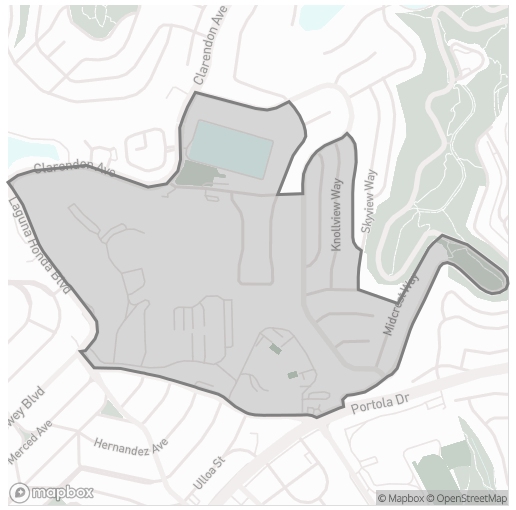 Clarendon Ave
Clarendon Ave
Skyview Way
Knollview Way
Laguna Honda Blvd
Midcrest Way
Portola Dr
wey Blvd
Merced Ave
Hernandez Ave
Ulloa St
mapbox
© Mapbox © OpenStreetMap